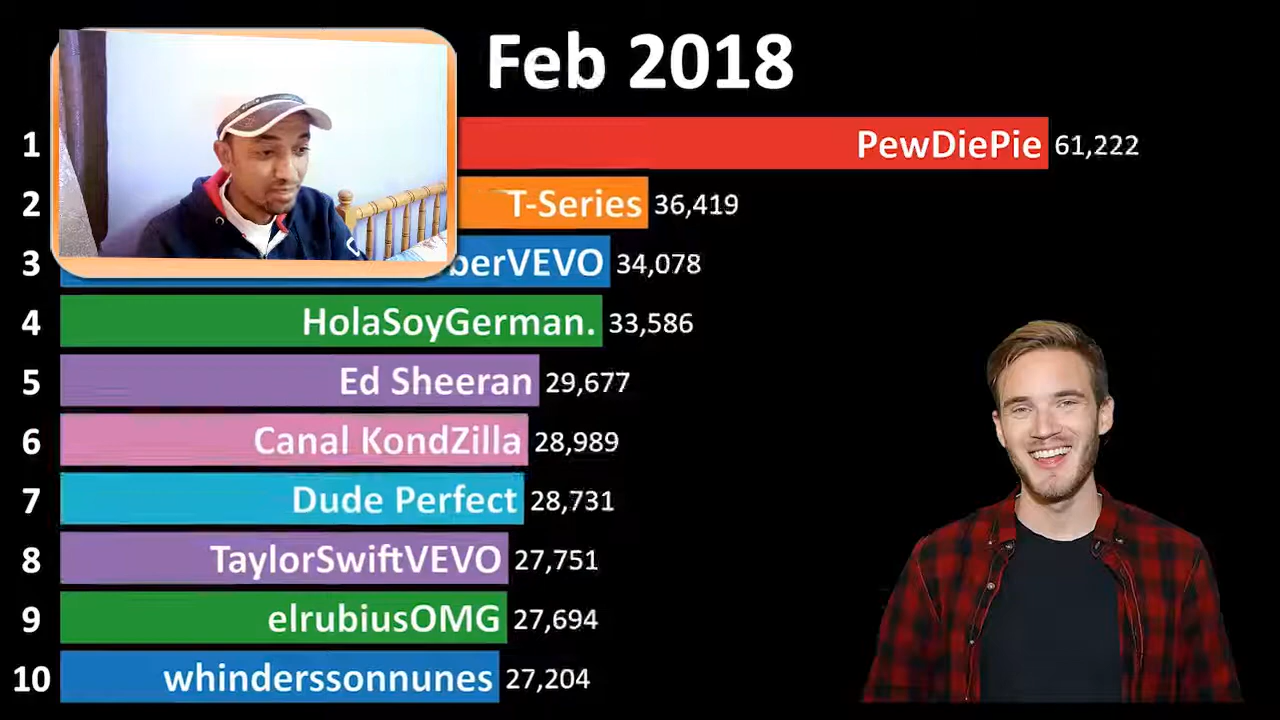 Feb 2018
1 PewDiePie 61,222
2 T-Series 36,419
3 berVEVO 34,078
4 HolaSoyGerman. 33,586
5 Ed Sheeran 29,677
6 Canal KondZilla 28,989
7 Dude Perfect 28,731
8 TaylorSwiftVEVO 27,751
9 elrubiusOMG 27,694
10 whinderssonnunes 27,204